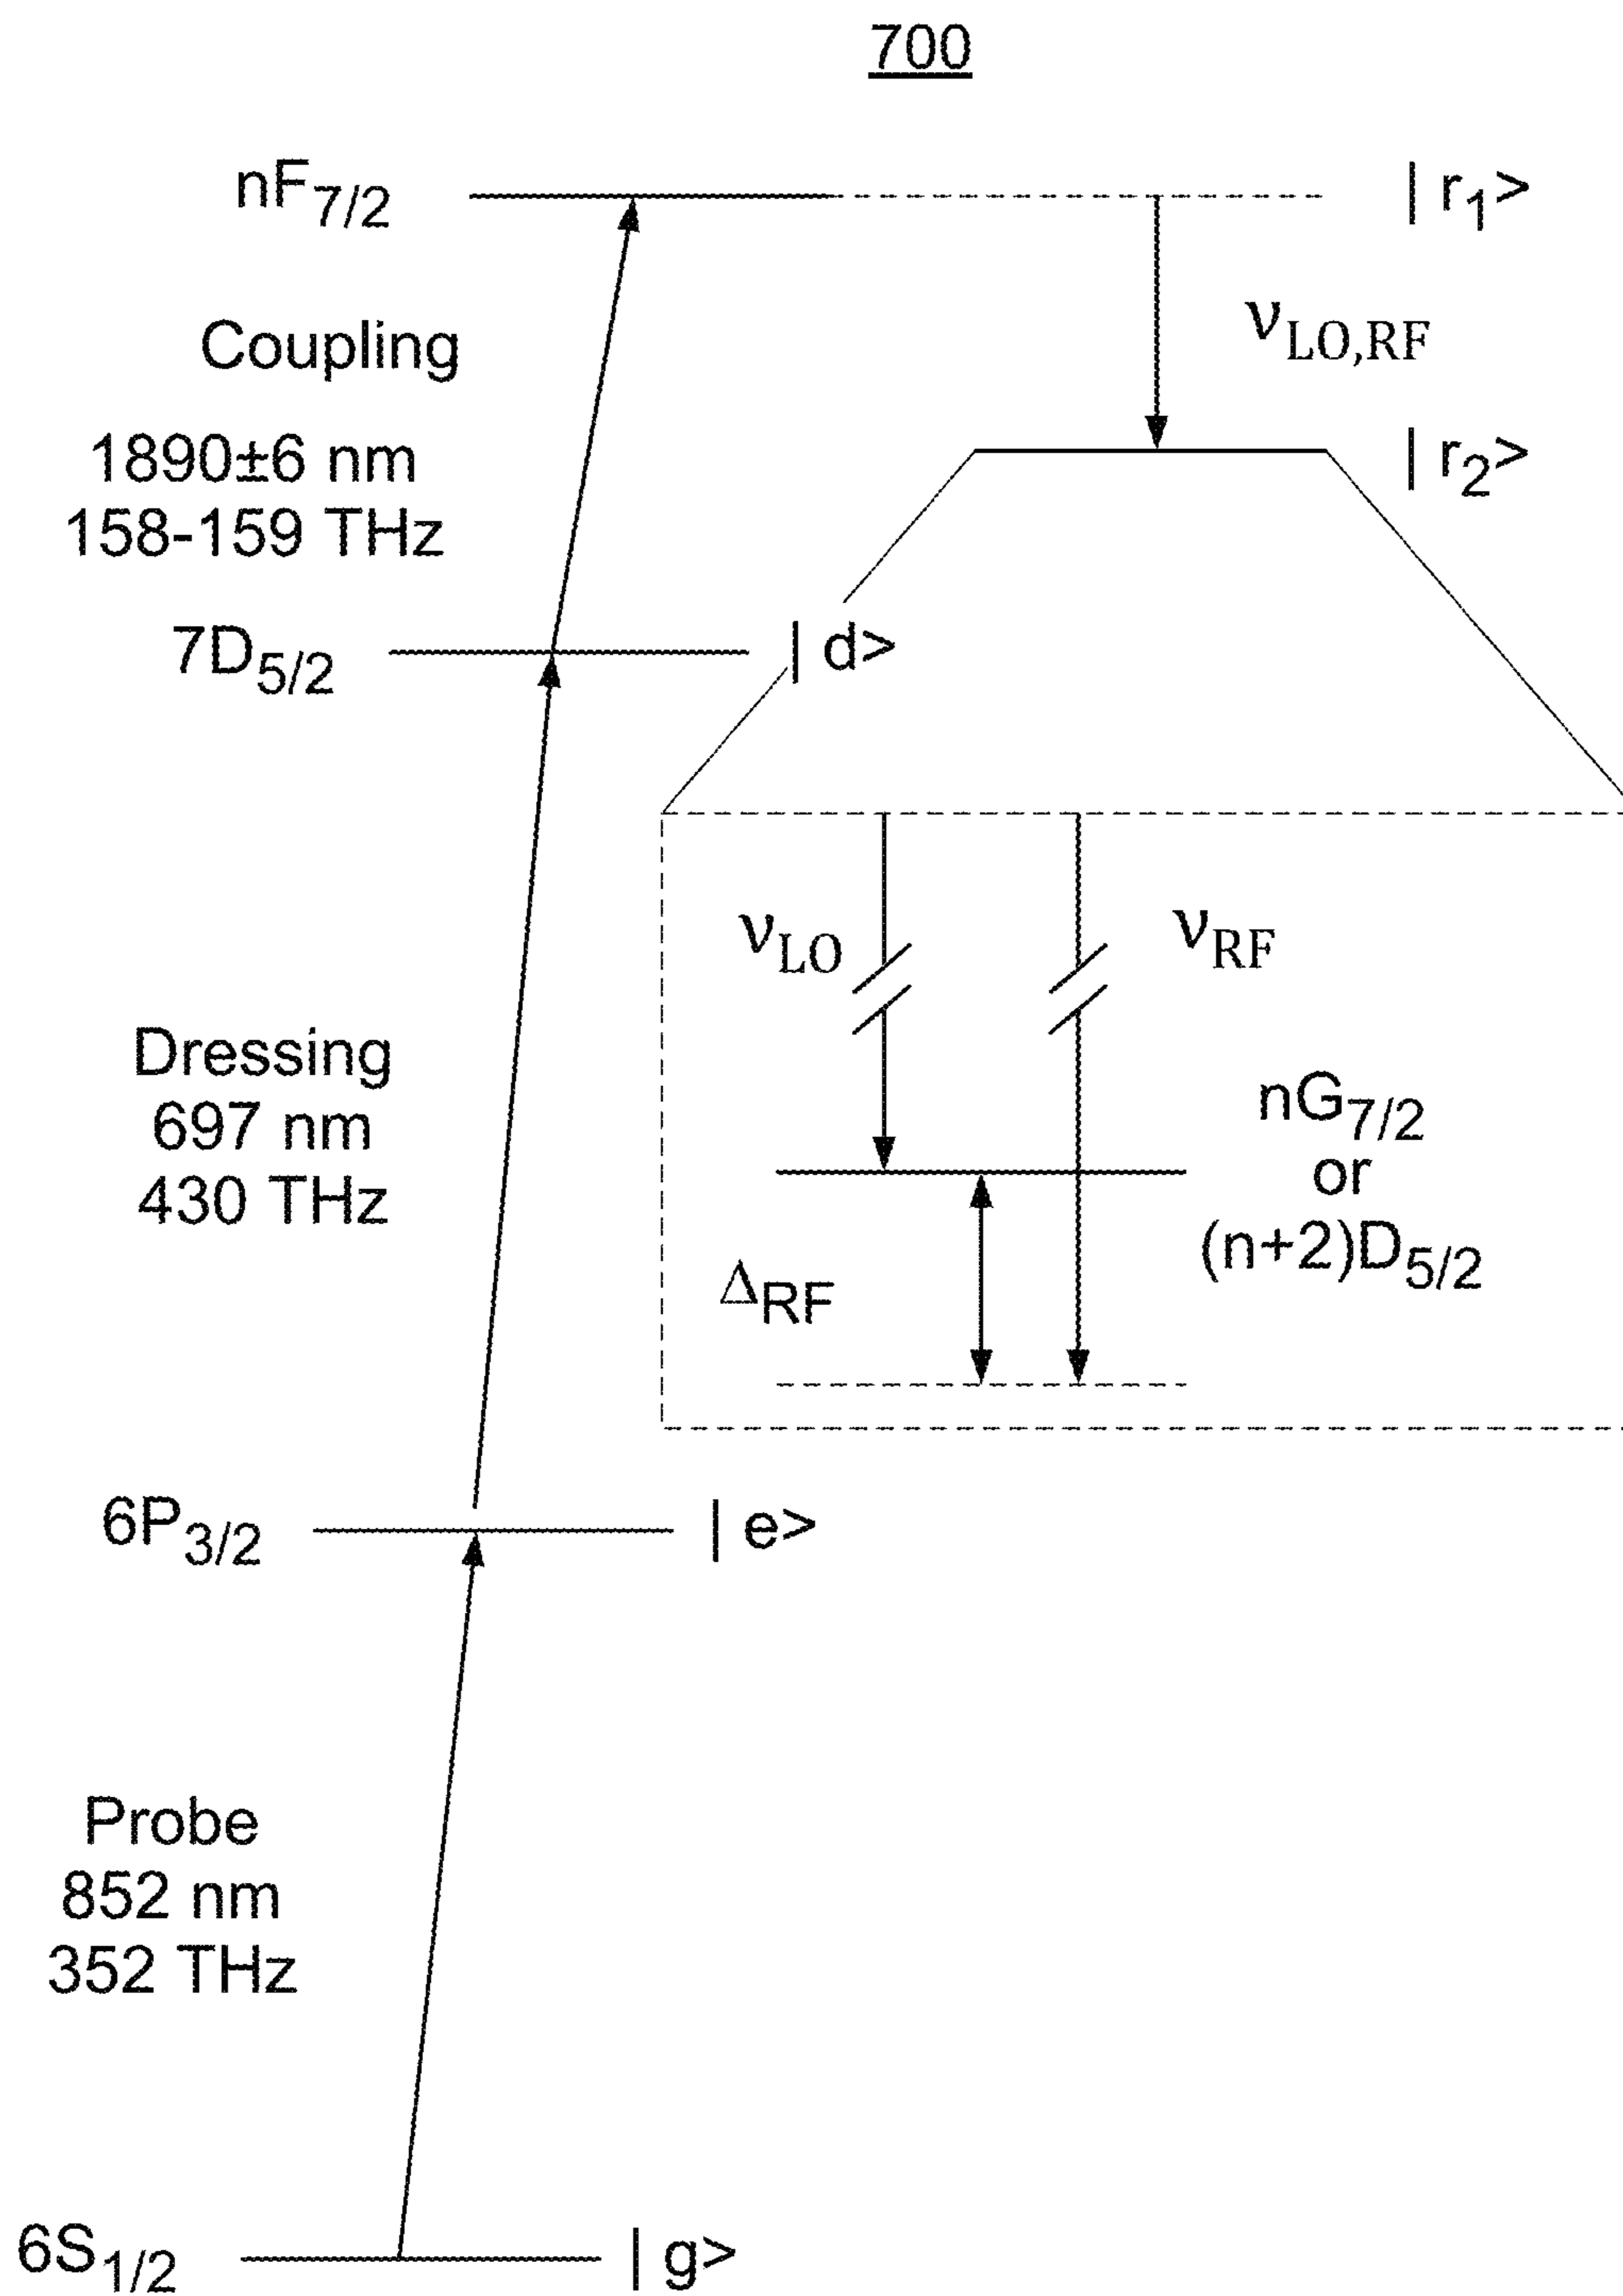 700
nF7/2
| r1>
νLO,RF
Coupling
1890±6 nm
158-159 THz
| r2>
7D5/2
| d>
νLO
νRF
Dressing
697 nm
430 THz
nG7/2
or
(n+2)D5/2
ΔRF
6P3/2
| e>
Probe
852 nm
352 THz
6S1/2
| g>